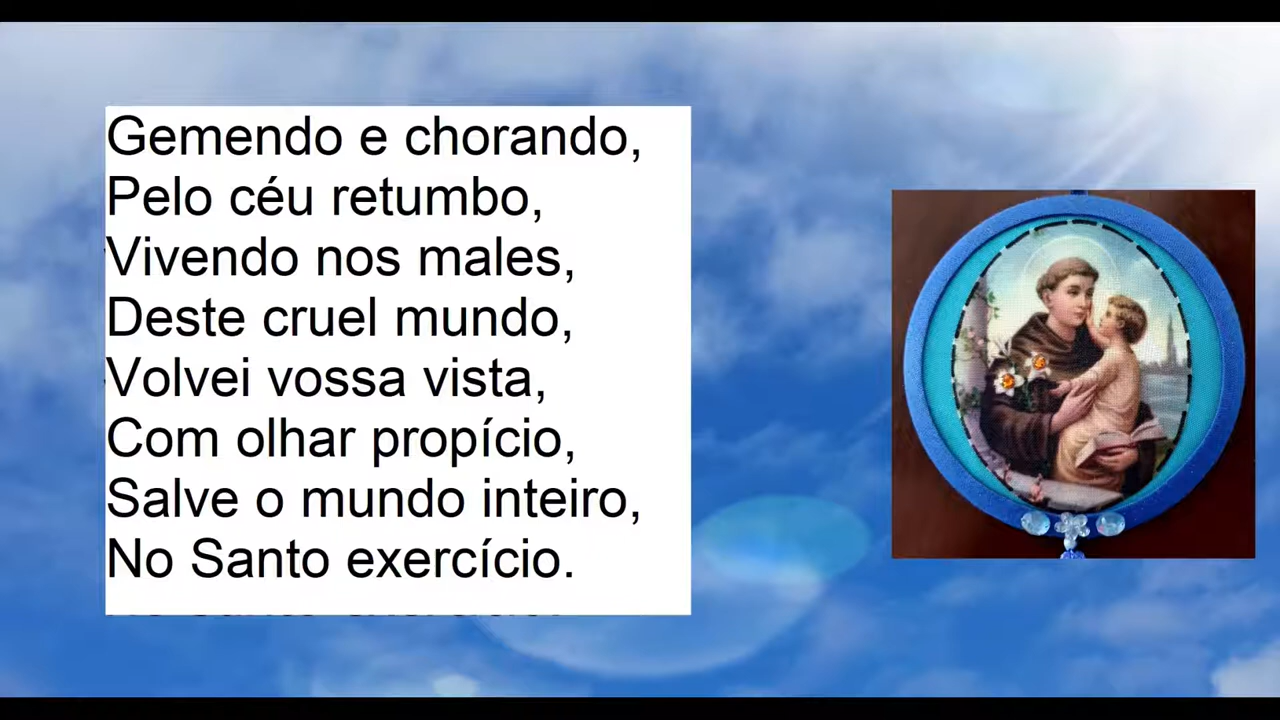 Gemendo e chorando,
Pelo céu retumbo,
Vivendo nos males,
Deste cruel mundo,
Volvei vossa vista,
Com olhar propício,
Salve o mundo inteiro,
No Santo exercício.